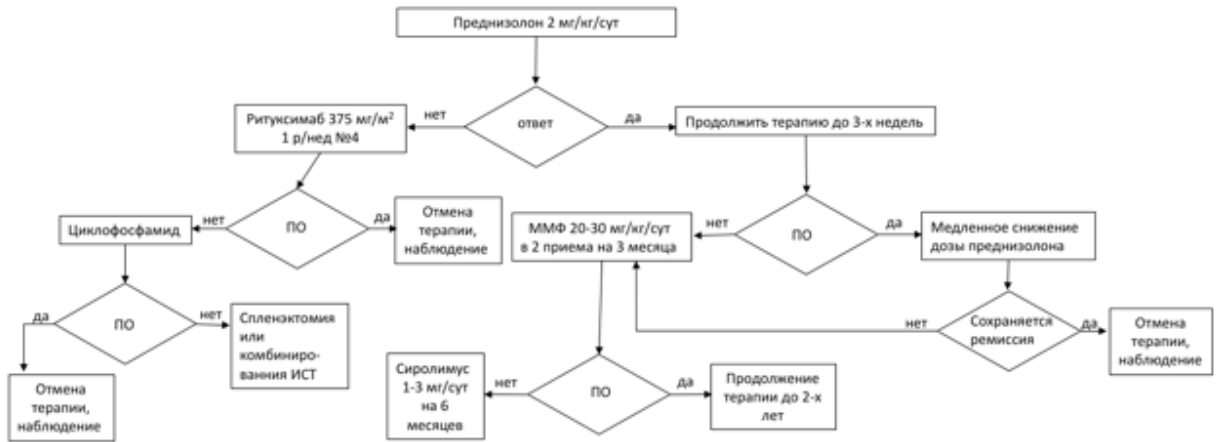 Преднизолон 2 мг/кг/сут
ответ
нет
да
Ритуксимаб 375 мг/м²
1 р/нед №4
Продолжить терапию до 3-х недель
ПО
нет
да
Циклофосфамид
Отмена
терапии,
наблюдение
ПО
нет
да
ММФ 20-30 мг/кг/сут
в 2 приема на 3 месяца
Медленное снижение
дозы преднизолона
ПО
да
нет
Отмена
терапии,
наблюдение
Спленэктомия
или
комбинирова-
нния ИСТ
Сохраняется
ремиссия
нет
да
Отмена
терапии,
наблюдение
ПО
нет
да
Сиролимус
1-3 мг/сут
на 6
месяцев
Продолжение
терапии до 2-х
лет